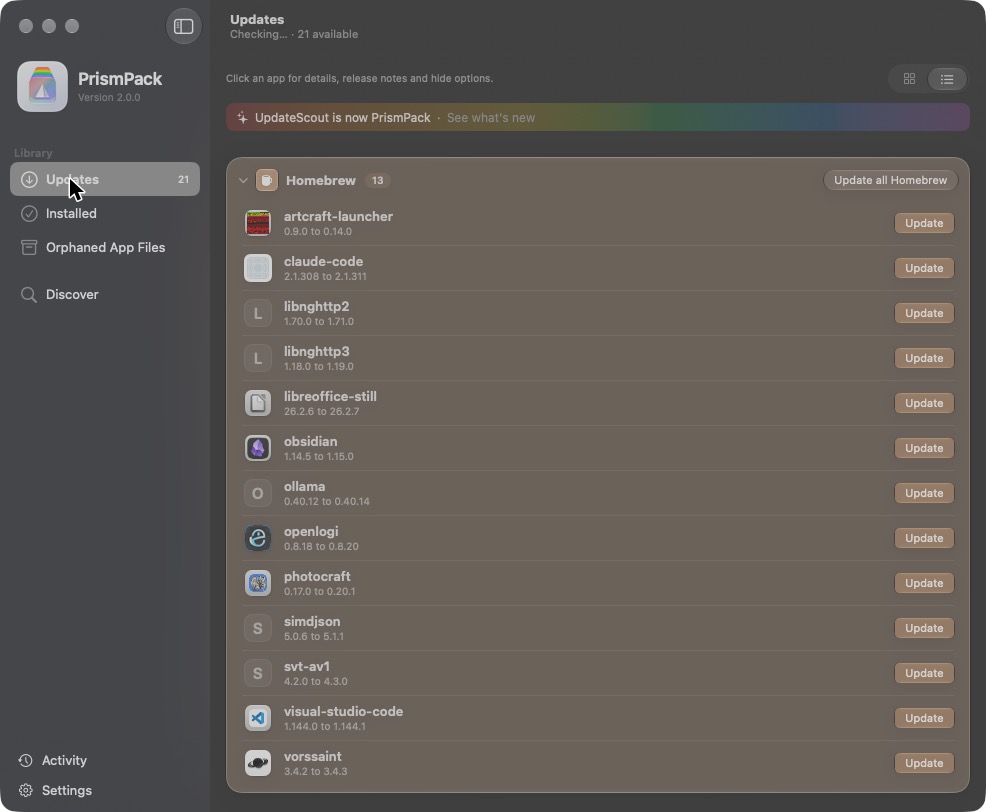 Updates
Checking... · 21 available
PrismPack
Version 2.0.0
Library
Updates 21
Installed
Orphaned App Files
Discover
Activity
Settings
Click an app for details, release notes and hide options.
UpdateScout is now PrismPack · See what's new
Homebrew 13 Update all Homebrew
artcraft-launcher
0.9.0 to 0.14.0
Update
claude-code
2.1.308 to 2.1.311
Update
L
libnghttp2
1.70.0 to 1.71.0
Update
L
libnghttp3
1.18.0 to 1.19.0
Update
libreoffice-still
26.2.6 to 26.2.7
Update
obsidian
1.14.5 to 1.15.0
Update
O
ollama
0.40.12 to 0.40.14
Update
openlogi
0.8.18 to 0.8.20
Update
photocraft
0.17.0 to 0.20.1
Update
S
simdjson
5.0.6 to 5.1.1
Update
S
svt-av1
4.2.0 to 4.3.0
Update
visual-studio-code
1.144.0 to 1.144.1
Update
vorssaint
3.4.2 to 3.4.3
Update